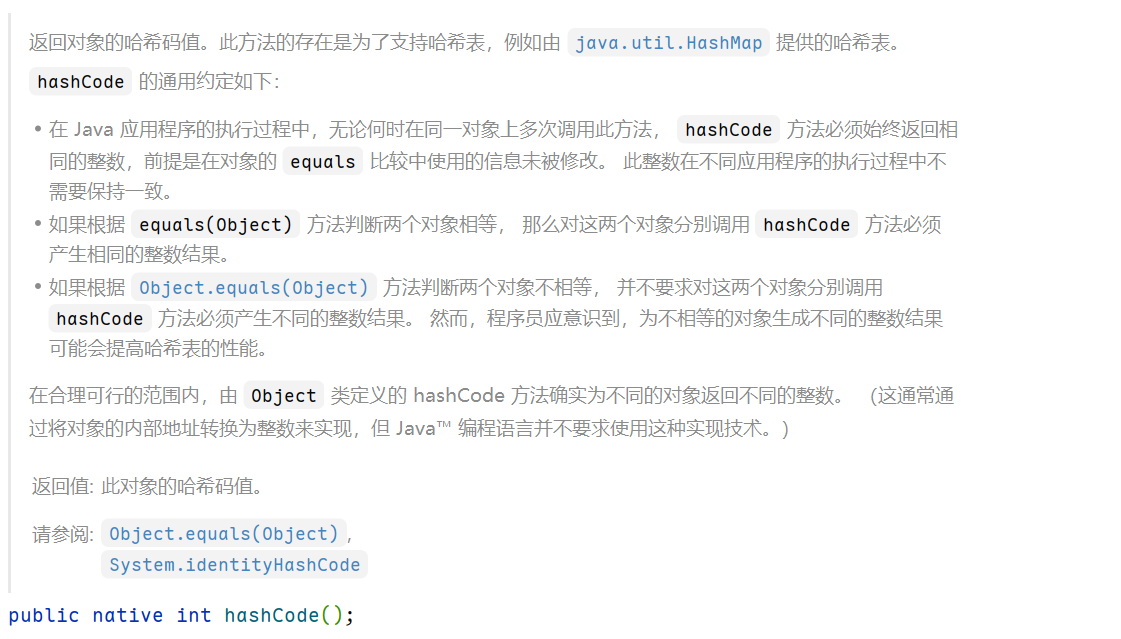 返回对象的哈希码值。此方法的存在是为了支持哈希表，例如由 java.util.HashMap 提供的哈希表。
hashCode 的通用约定如下：
• 在 Java 应用程序的执行过程中，无论何时在同一对象上多次调用此方法， hashCode 方法必须始终返回相
同的整数，前提是在对象的 equals 比较中使用的信息未被修改。 此整数在不同应用程序的执行过程中不
需要保持一致。
• 如果根据 equals(Object) 方法判断两个对象相等， 那么对这两个对象分别调用 hashCode 方法必须
产生相同的整数结果。
• 如果根据 Object.equals(Object) 方法判断两个对象不相等， 并不要求对这两个对象分别调用
hashCode 方法必须产生不同的整数结果。 然而，程序员应意识到，为不相等的对象生成不同的整数结果
可能会提高哈希表的性能。
在合理可行的范围内，由 Object 类定义的 hashCode 方法确实为不同的对象返回不同的整数。 （这通常通
过将对象的内部地址转换为整数来实现，但 Java™ 编程语言并不要求使用这种实现技术。）
返回值: 此对象的哈希码值。
请参阅: Object.equals(Object),
System.identityHashCode
public native int hashCode();